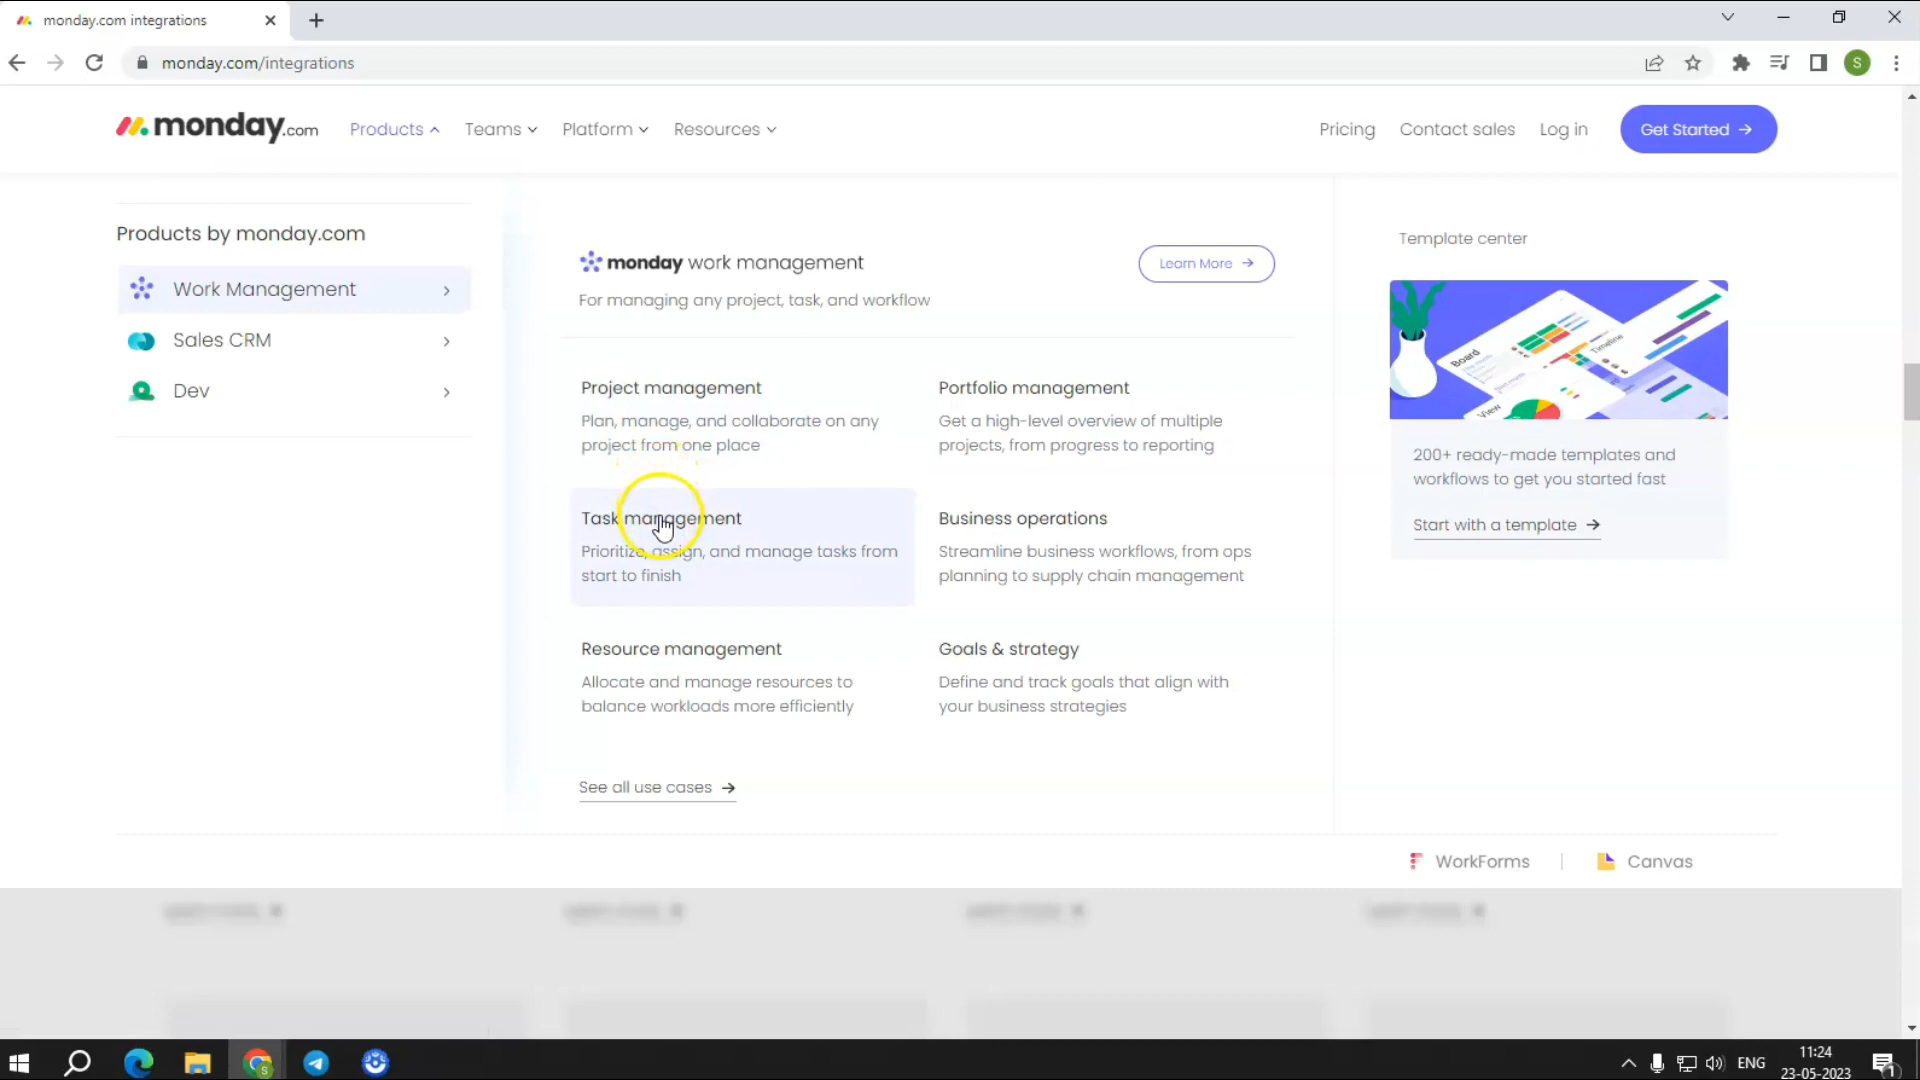 monday.com integrations
monday.com/integrations
S
monday.com
Products
Teams
Platform
Resources
Pricing
Contact sales
Log in
Get Started →
Products by monday.com
Work Management
Sales CRM
Dev
monday work management
Learn More →
For managing any project, task, and workflow
Project management
Plan, manage, and collaborate on any
project from one place
Portfolio management
Get a high-level overview of multiple
projects, from progress to reporting
Task management
Prioritize, assign, and manage tasks from
start to finish
Business operations
Streamline business workflows, from ops
planning to supply chain management
Resource management
Allocate and manage resources to
balance workloads more efficiently
Goals & strategy
Define and track goals that align with
your business strategies
See all use cases →
Template center
Board
Timeline
View
200+ ready-made templates and
workflows to get you started fast
Start with a template →
WorkForms
Canvas
S
ENG
11:24
23-05-2023
1